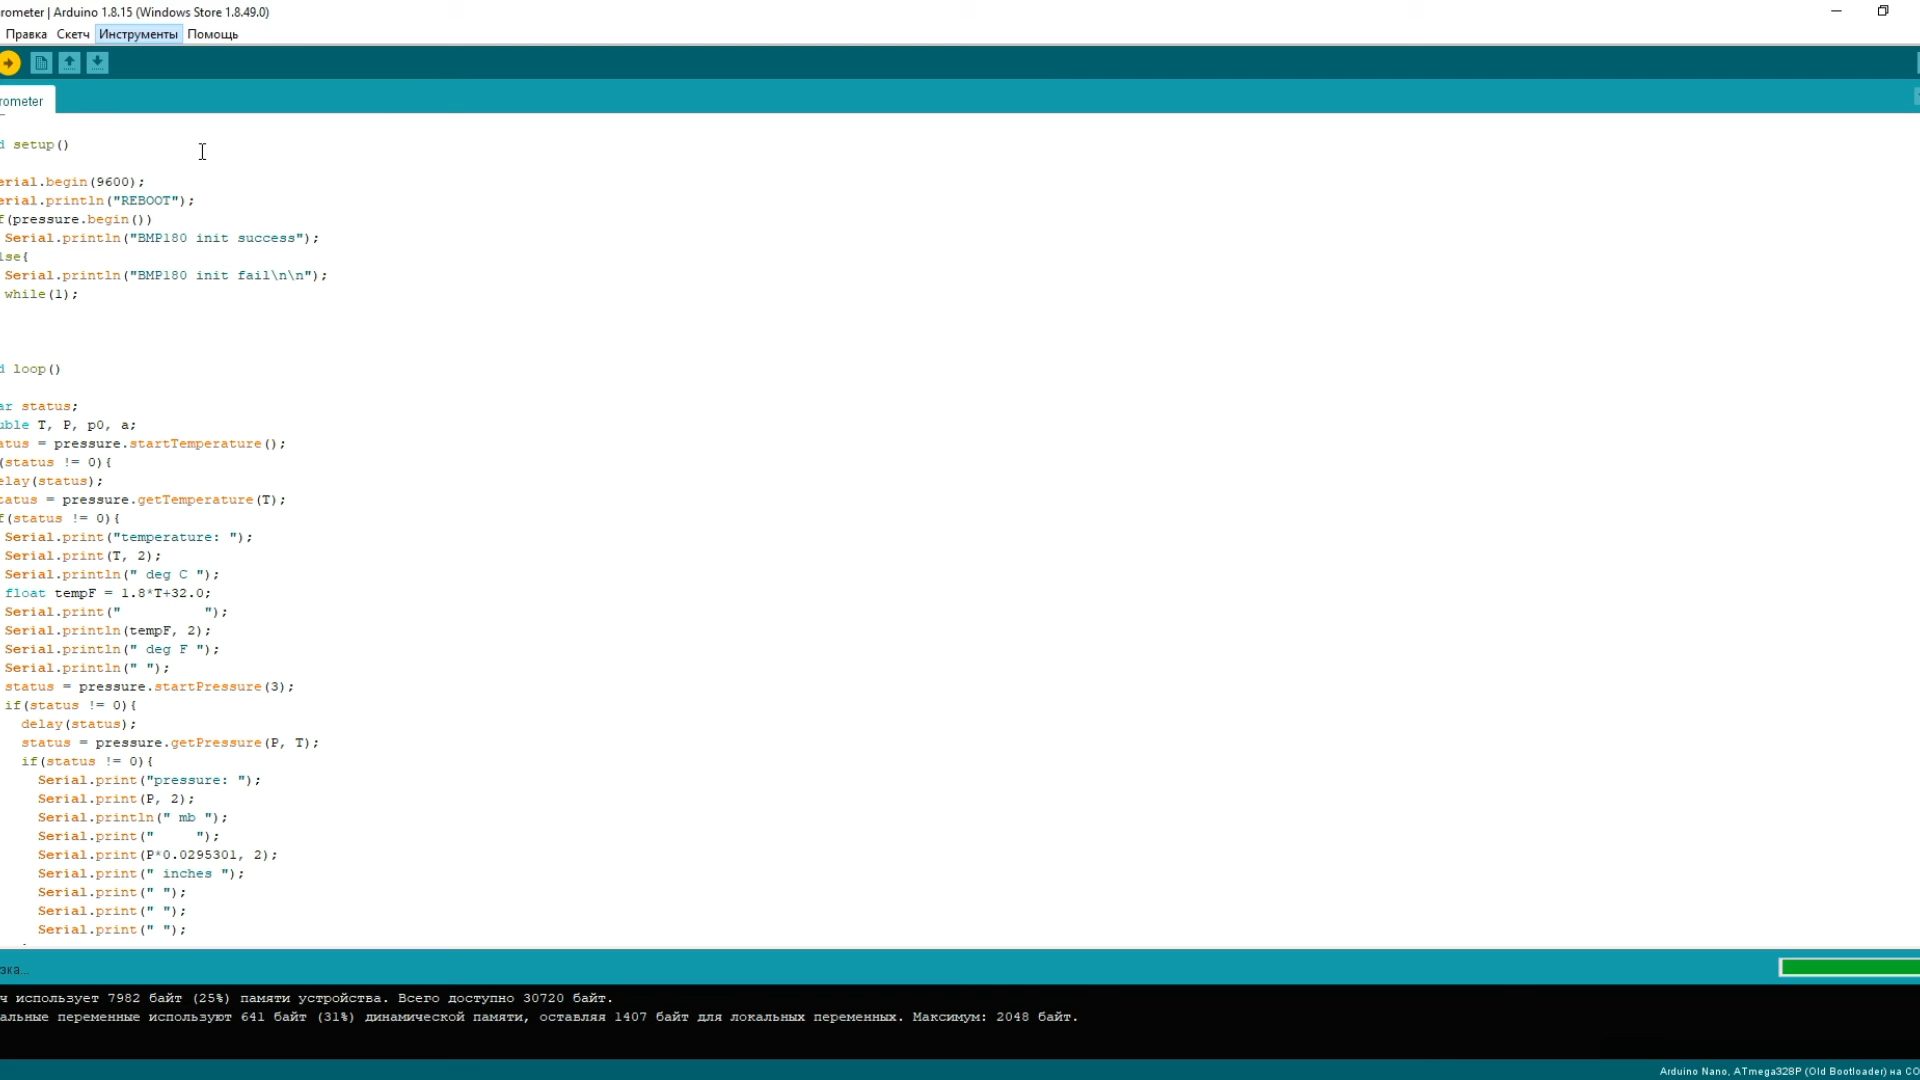 rometer | Arduino 1.8.15 (Windows Store 1.8.49.0)
Правка Скетч Инструменты Помощь
rometer
d setup()
erial.begin(9600);
erial.println("REBOOT");
f(pressure.begin())
Serial.println("BMP180 init success");
lse{
Serial.println("BMP180 init fail\n\n");
while(1);
d loop()
ar status;
uble T, P, p0, a;
atus = pressure.startTemperature();
(status != 0){
elay(status);
tatus = pressure.getTemperature(T);
f(status != 0){
Serial.print("temperature: ");
Serial.print(T, 2);
Serial.println(" deg C ");
float tempF = 1.8*T+32.0;
Serial.print("          ");
Serial.println(tempF, 2);
Serial.println(" deg F ");
Serial.println(" ");
status = pressure.startPressure(3);
if(status != 0){
delay(status);
status = pressure.getPressure(P, T);
if(status != 0){
Serial.print("pressure: ");
Serial.print(P, 2);
Serial.println(" mb ");
Serial.print("     ");
Serial.print(P*0.0295301, 2);
Serial.print(" inches ");
Serial.print(" ");
Serial.print(" ");
Serial.print(" ");
зка...
ч использует 7982 байт (25%) памяти устройства. Всего доступно 30720 байт.
альные переменные используют 641 байт (31%) динамической памяти, оставляя 1407 байт для локальных переменных. Максимум: 2048 байт.
Arduino Nano, ATmega328P (Old Bootloader) на CO